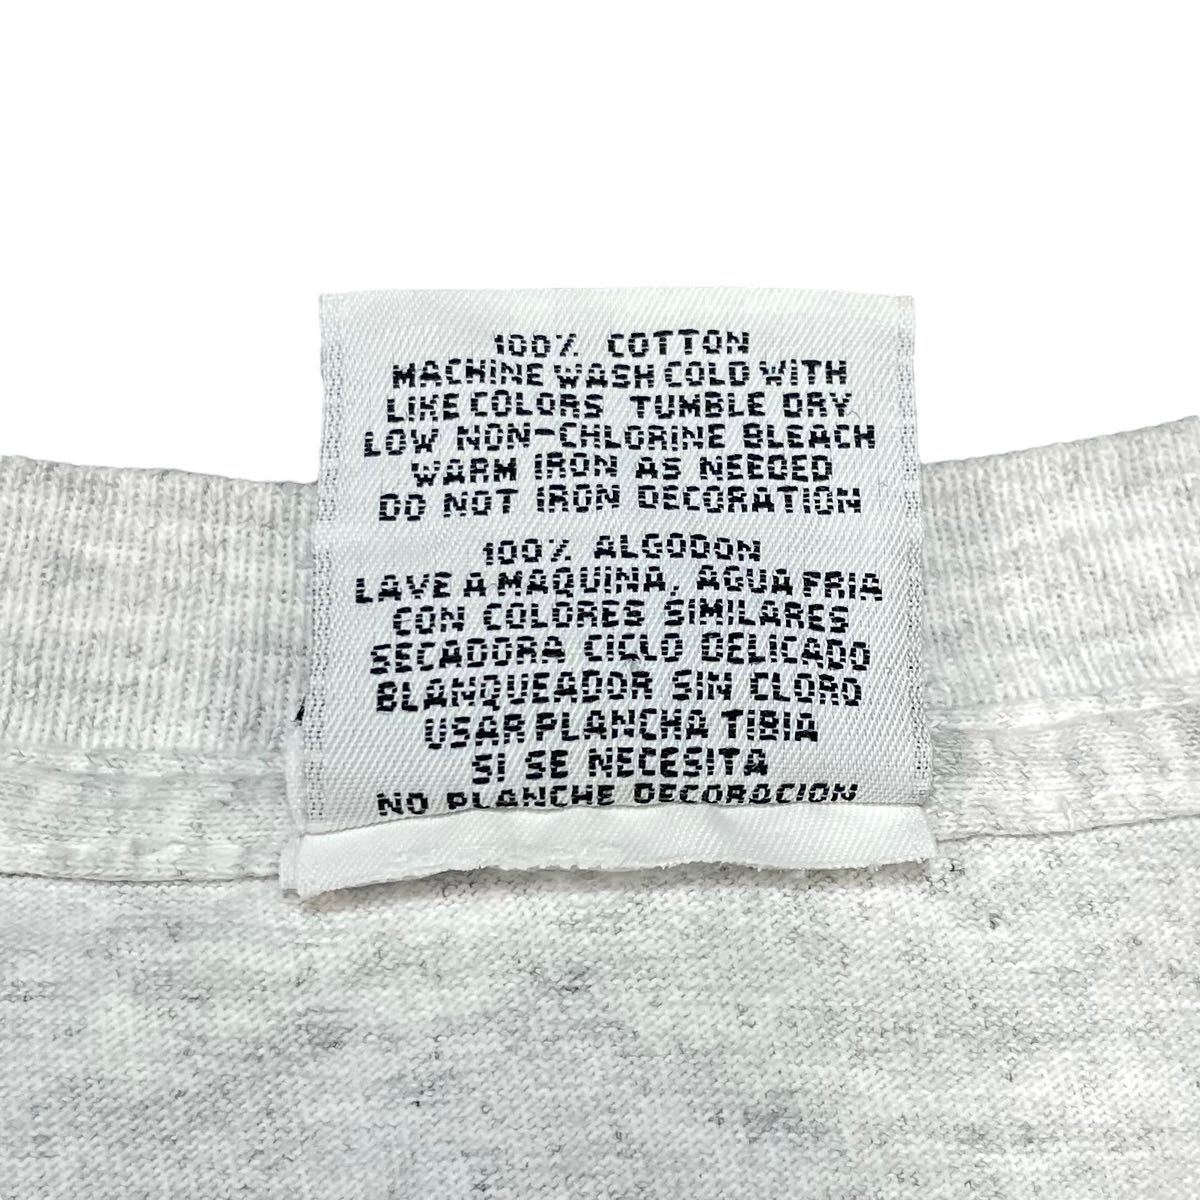 100% COTTON
MACHINE WASH COLD WITH
LIKE COLORS TUMBLE DRY
LOW NON-CHLORINE BLEACH
WARM IRON AS NEEDED
DO NOT IRON DECORATION
100% ALGODON
LAVE A MAQUINA, AGUA FRIA
CON COLORES SIMILARES
SECADORA CICLO DELICADO
BLANQUEADOR SIN CLORO
USAR PLANCHA TIBIA
SI SE NECESITA
NO PLANCHE DECORACION